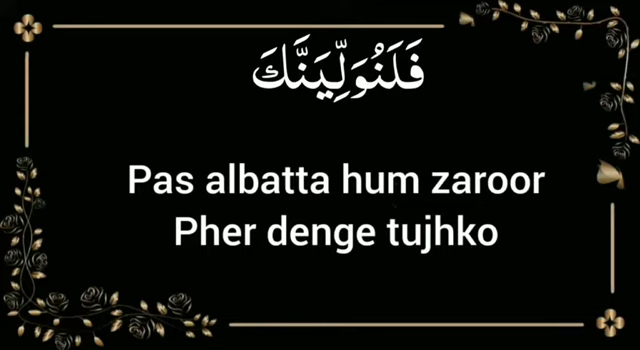 فَلَنُوَلِّيَنَّكَ
Pas albatta hum zaroor
Pher denge tujhko